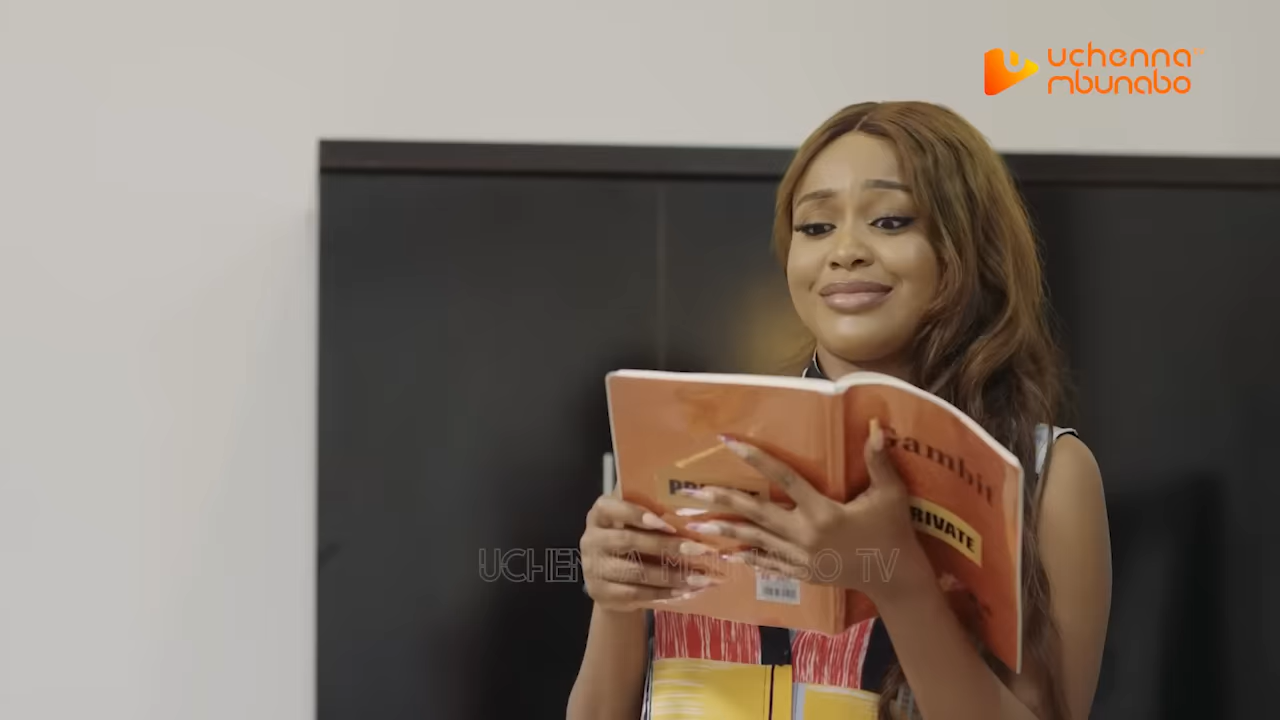 uchenna
mbunabo
Gambit
PRIVATE
UCHENNA MBUNABO TV